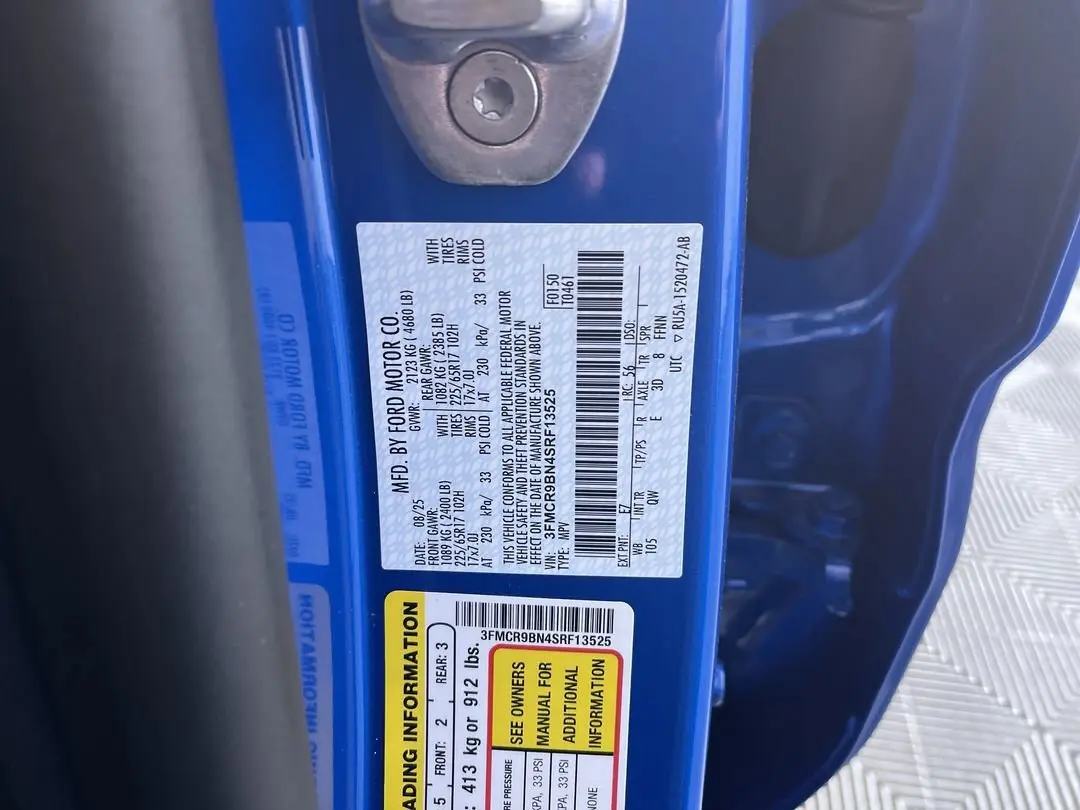 MFD. BY FORD MOTOR CO.
DATE: 08/25 GVWR: 2123 KG ( 4680 LB)
FRONT GAWR: REAR GAWR:
1089 KG ( 2400 LB) WITH 1082 KG ( 2385 LB) WITH
225/65R17 102H TIRES 225/65R17 102H TIRES
17x7.0J RIMS 17x7.0J RIMS
AT 230 kPa/ 33 PSI COLD AT 230 kPa/ 33 PSI COLD
THIS VEHICLE CONFORMS TO ALL APPLICABLE FEDERAL MOTOR
VEHICLE SAFETY AND THEFT PREVENTION STANDARDS IN
EFFECT ON THE DATE OF MANUFACTURE SHOWN ABOVE.
VIN: 3FMCR9BN4SRF13525 F0150
TYPE: MPV T0461
EXT PNT: E7 RC: 56 DSO:
WB INT TR TP/PS R AXLE TR SPR
105 QW E 3D 8 FFNN
UTC ▽ RU5A-1520472-AB
ADING INFORMATION
5 FRONT: 2 REAR: 3
: 413 kg or 912 lbs.
3FMCR9BN4SRF13525
RE PRESSURE
KPA, 33 PSI
KPA, 33 PSI
NONE
SEE OWNERS
MANUAL FOR
ADDITIONAL
INFORMATION